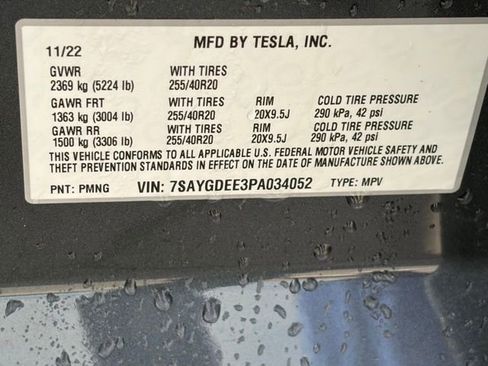 11/22 MFD BY TESLA, INC.
GVWR WITH TIRES
2369 kg (5224 lb) 255/40R20
GAWR FRT WITH TIRES RIM COLD TIRE PRESSURE
1363 kg (3004 lb) 255/40R20 20X9.5J 290 kPa, 42 psi
GAWR RR WITH TIRES RIM COLD TIRE PRESSURE
1500 kg (3306 lb) 255/40R20 20X9.5J 290 kPa, 42 psi
THIS VEHICLE CONFORMS TO ALL APPLICABLE U.S. FEDERAL MOTOR VEHICLE SAFETY AND
THEFT PREVENTION STANDARDS IN EFFECT ON THE DATE OF MANUFACTURE SHOWN ABOVE.
PNT: PMNG VIN: 7SAYGDEE3PA034052 TYPE: MPV